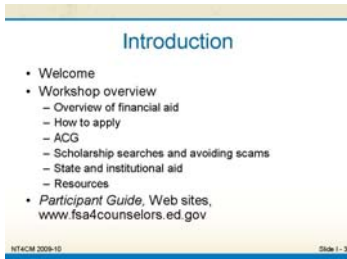 Introduction
• Welcome
• Workshop overview
– Overview of financial aid
– How to apply
– ACG
– Scholarship searches and avoiding scams
– State and institutional aid
– Resources
• Participant Guide, Web sites,
www.fsa4counselors.ed.gov
NT4CM 2009-10
Slide I - 3